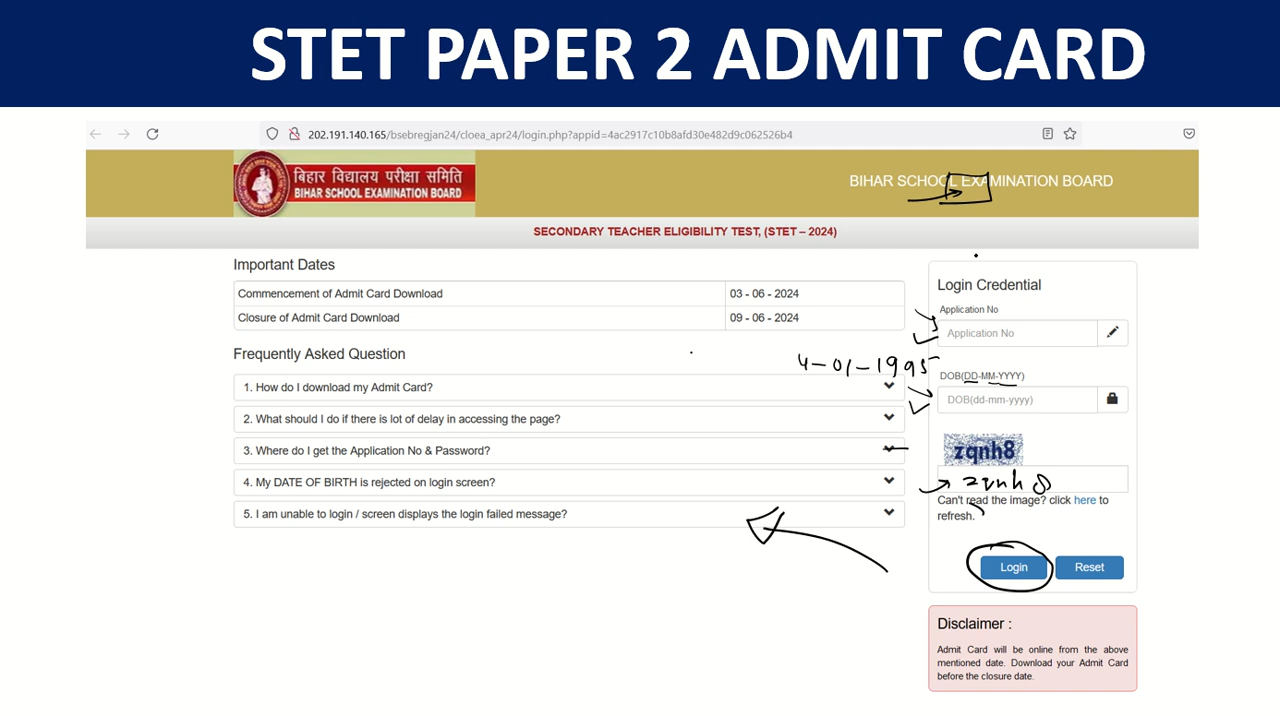 STET PAPER 2 ADMIT CARD
202.191.140.165/bsebregjan24/cloea_apr24/login.php?appid=4ac2917c10b8afd30e482d9c062526b4
बिहार विद्यालय परीक्षा समिति
BIHAR SCHOOL EXAMINATION BOARD
BIHAR SCHOOL EXAMINATION BOARD
SECONDARY TEACHER ELIGIBILITY TEST, (STET – 2024)
Important Dates
Commencement of Admit Card Download 03 - 06 - 2024
Closure of Admit Card Download 09 - 06 - 2024
Frequently Asked Question
1. How do I download my Admit Card?
2. What should I do if there is lot of delay in accessing the page?
3. Where do I get the Application No & Password?
4. My DATE OF BIRTH is rejected on login screen?
5. I am unable to login / screen displays the login failed message?
Login Credential
Application No
Application No
4-01-1995
DOB(DD-MM-YYYY)
DOB(dd-mm-yyyy)
zqnh8
zqnh8
Can't read the image? click here to
refresh.
Login Reset
Disclaimer :
Admit Card will be online from the above
mentioned date. Download your Admit Card
before the closure date.